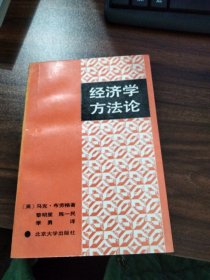 经济学
方法论
〔英〕马克·布劳格著
黎明星 陈一民
季勇 译
北京大学出版社